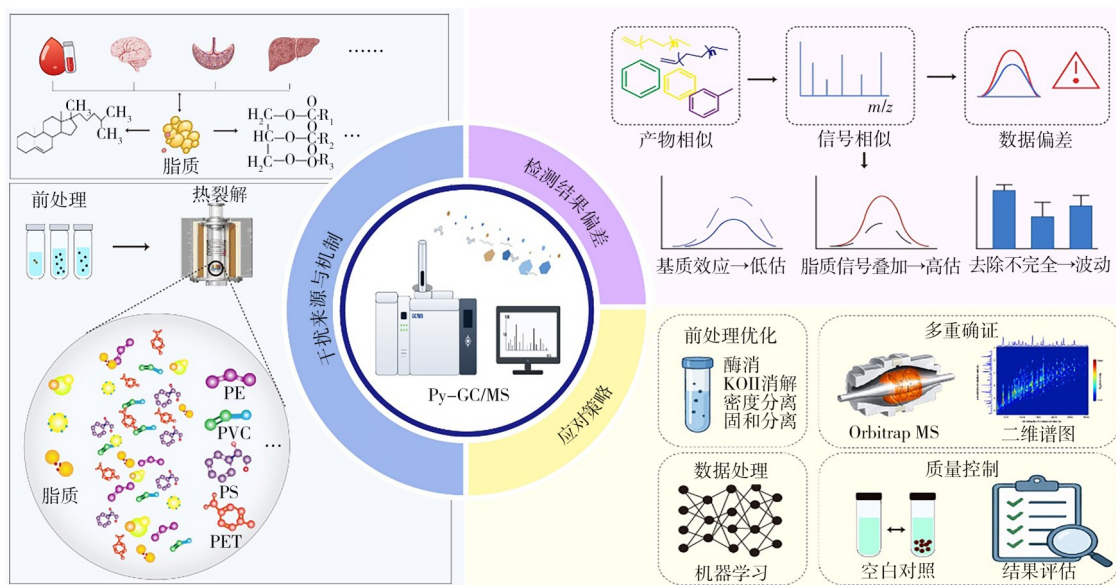 ……
CH₃
CH₃
CH₃
脂质
O
H₂C—O—CR₁
O
HC—O—CR₂
O
H₂C—O—CR₃
…
前处理
热裂解
PE
PVC
PS
PET
…
脂质
干扰来源与机制
检测结果偏差
应对策略
GC/MS
Py-GC/MS
n
n
产物相似
m/z
信号相似
数据偏差
基质效应→低估
脂质信号叠加→高估
去除不完全→波动
前处理优化
酶消
KOH消解
密度分离
固和分离
多重确证
Orbitrap MS
二维谱图
数据处理
机器学习
质量控制
空白对照
结果评估